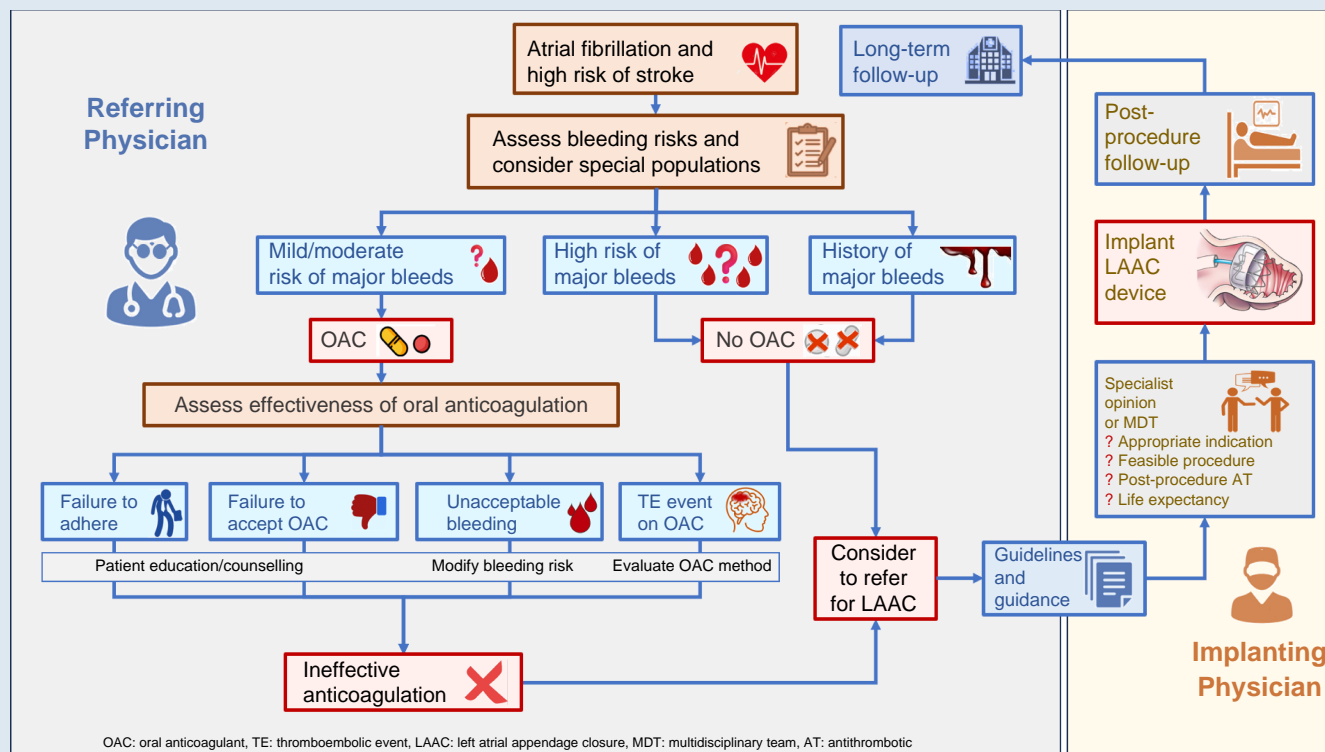 Referring
Physician
Atrial fibrillation and
high risk of stroke
Assess bleeding risks and
consider special populations
Mild/moderate
risk of major bleeds
High risk of
major bleeds
History of
major bleeds
OAC
No OAC
Assess effectiveness of oral anticoagulation
Failure to
adhere
Failure to
accept OAC
Unacceptable
bleeding
TE event
on OAC
Patient education/counselling
Modify bleeding risk
Evaluate OAC method
Ineffective
anticoagulation
Consider
to refer
for LAAC
Guidelines
and
guidance
Specialist
opinion
or MDT
? Appropriate indication
? Feasible procedure
? Post-procedure AT
? Life expectancy
Implant
LAAC
device
Post-
procedure
follow-up
Long-term
follow-up
Implanting
Physician
OAC: oral anticoagulant, TE: thromboembolic event, LAAC: left atrial appendage closure, MDT: multidisciplinary team, AT: antithrombotic